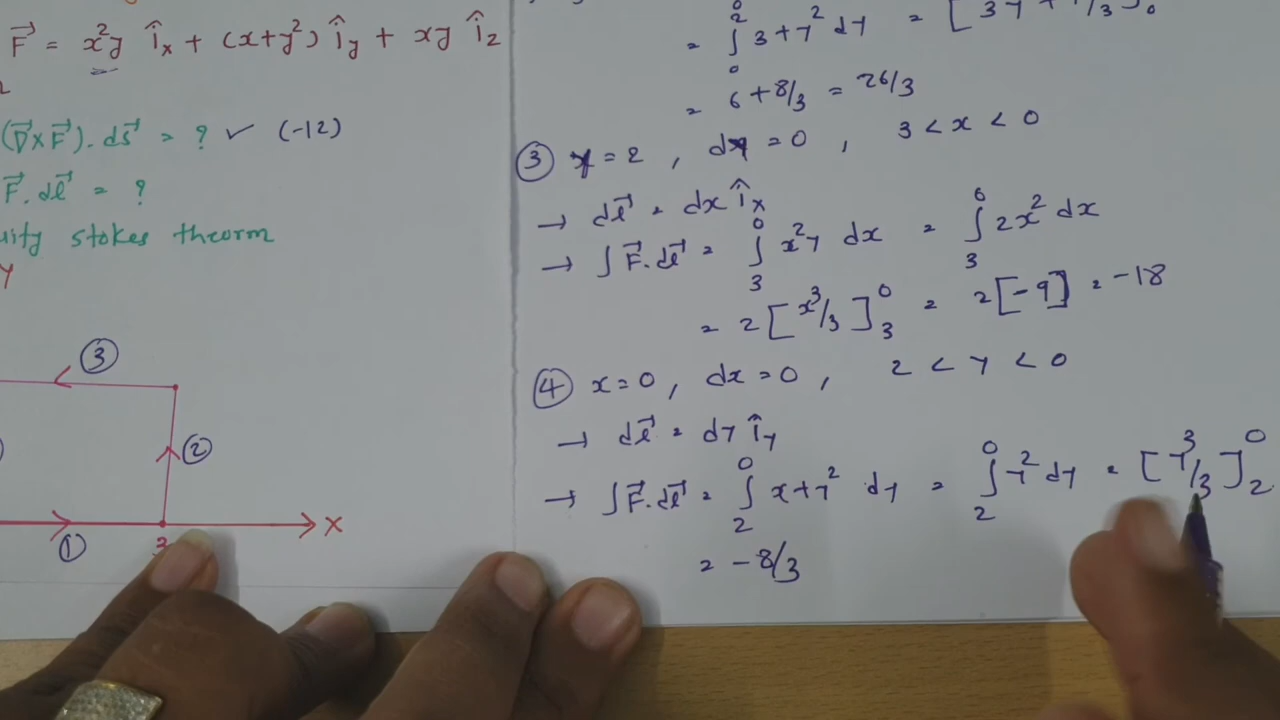 F⃗ = x²y î_x + (x+y²) î_y + xy î_z
(∇⃗×F⃗).ds⃗ = ? ✓ (-12)
F⃗.dl⃗ = ?
stokes theorm
Y
③
②
①
3
X
= ∫₀² 3+y² dy =
= 6 + 8/3 = 26/3
③ y=2 , dy=0 , 3 < x < 0
→ dl⃗ = dx î_x
→ ∫F⃗.dl⃗ = ∫₃⁰ x²y dx = ∫₃⁰ 2x² dx
= 2[x³/3]₃⁰ = 2[-9] = -18
④ x=0, dx=0, 2 < y < 0
→ dl⃗ = dy î_y
→ ∫F⃗.dl⃗ = ∫₂⁰ x+y² dy = ∫₂⁰ y² dy = [y³/3]₂⁰
= -8/3